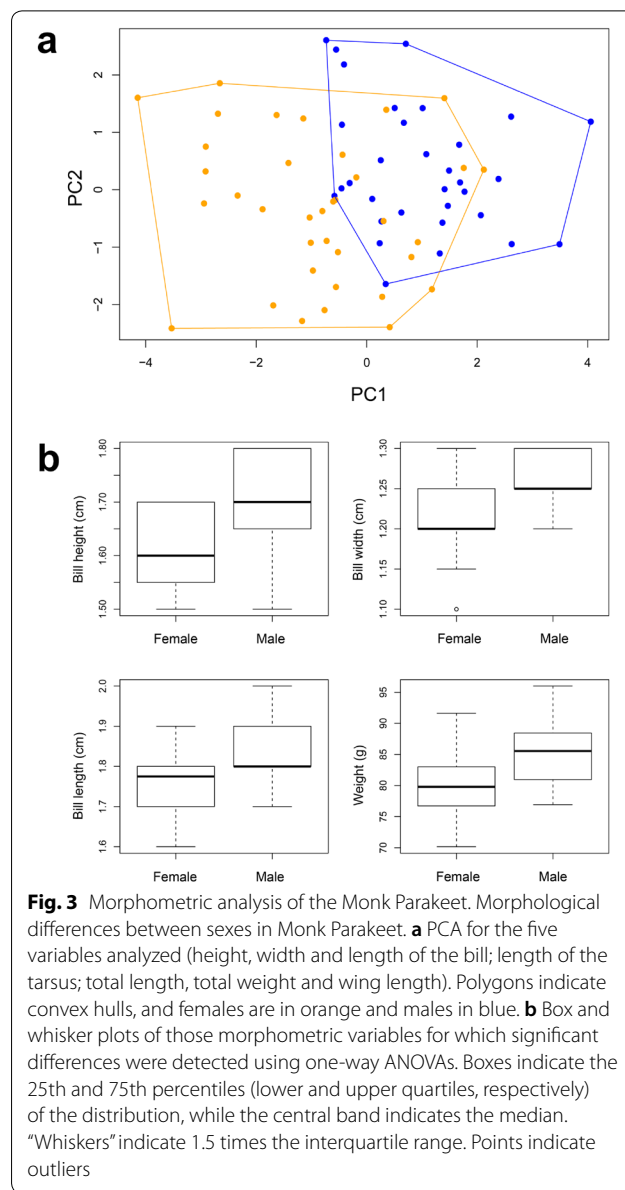 a
2
1
0
−1
−2
PC2
−4
−2
0
2
4
PC1
b
1.80
1.70
1.60
1.50
Bill height (cm)
Female
Male
1.30
1.25
1.20
1.15
1.10
Bill width (cm)
Female
Male
2.0
1.9
1.8
1.7
1.6
Bill length (cm)
Female
Male
95
90
85
80
75
70
Weight (g)
Female
Male
Fig. 3 Morphometric analysis of the Monk Parakeet. Morphological
differences between sexes in Monk Parakeet. a PCA for the five
variables analyzed (height, width and length of the bill; length of the
tarsus; total length, total weight and wing length). Polygons indicate
convex hulls, and females are in orange and males in blue. b Box and
whisker plots of those morphometric variables for which significant
differences were detected using one-way ANOVAs. Boxes indicate the
25th and 75th percentiles (lower and upper quartiles, respectively)
of the distribution, while the central band indicates the median.
“Whiskers” indicate 1.5 times the interquartile range. Points indicate
outliers